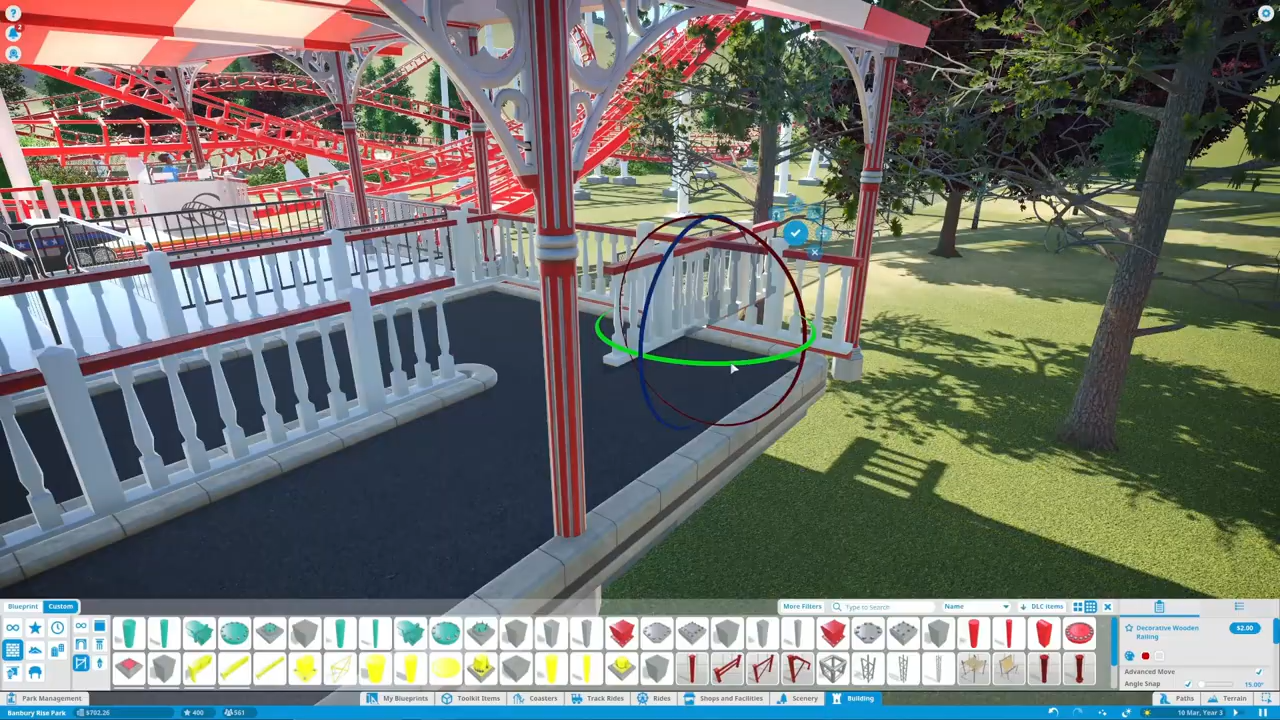 ?
2
Blueprint Custom
More Filters Type to Search Name DLC items
Decorative Wooden $2.00
Railing
Advanced Move
Angle Snap 15.00°
Park Management My Blueprints Toolkit Items Coasters Track Rides Rides Shops and Facilities Scenery Building Paths Terrain
Banbury Rise Park $702.26 400 561 10 Mar, Year 3